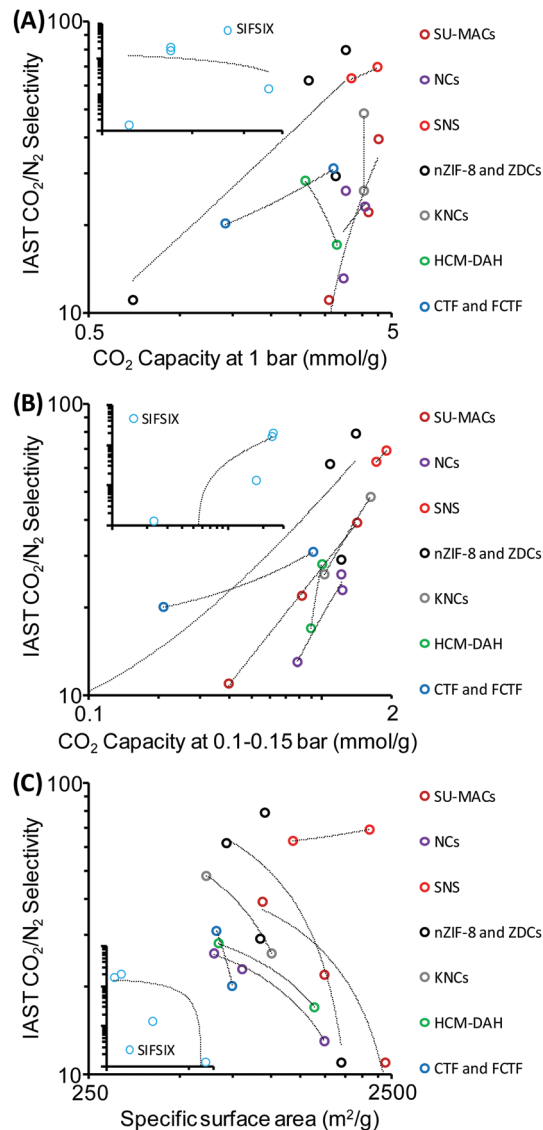 (A)
100
SIFSIX
IAST CO₂/N₂ Selectivity
10
0.5
5
CO₂ Capacity at 1 bar (mmol/g)
SU-MACs
NCs
SNS
nZIF-8 and ZDCs
KNCs
HCM-DAH
CTF and FCTF
(B)
100
SIFSIX
IAST CO₂/N₂ Selectivity
10
0.1
2
CO₂ Capacity at 0.1-0.15 bar (mmol/g)
SU-MACs
NCs
SNS
nZIF-8 and ZDCs
KNCs
HCM-DAH
CTF and FCTF
(C)
100
IAST CO₂/N₂ Selectivity
SIFSIX
10
250
2500
Specific surface area (m²/g)
SU-MACs
NCs
SNS
nZIF-8 and ZDCs
KNCs
HCM-DAH
CTF and FCTF